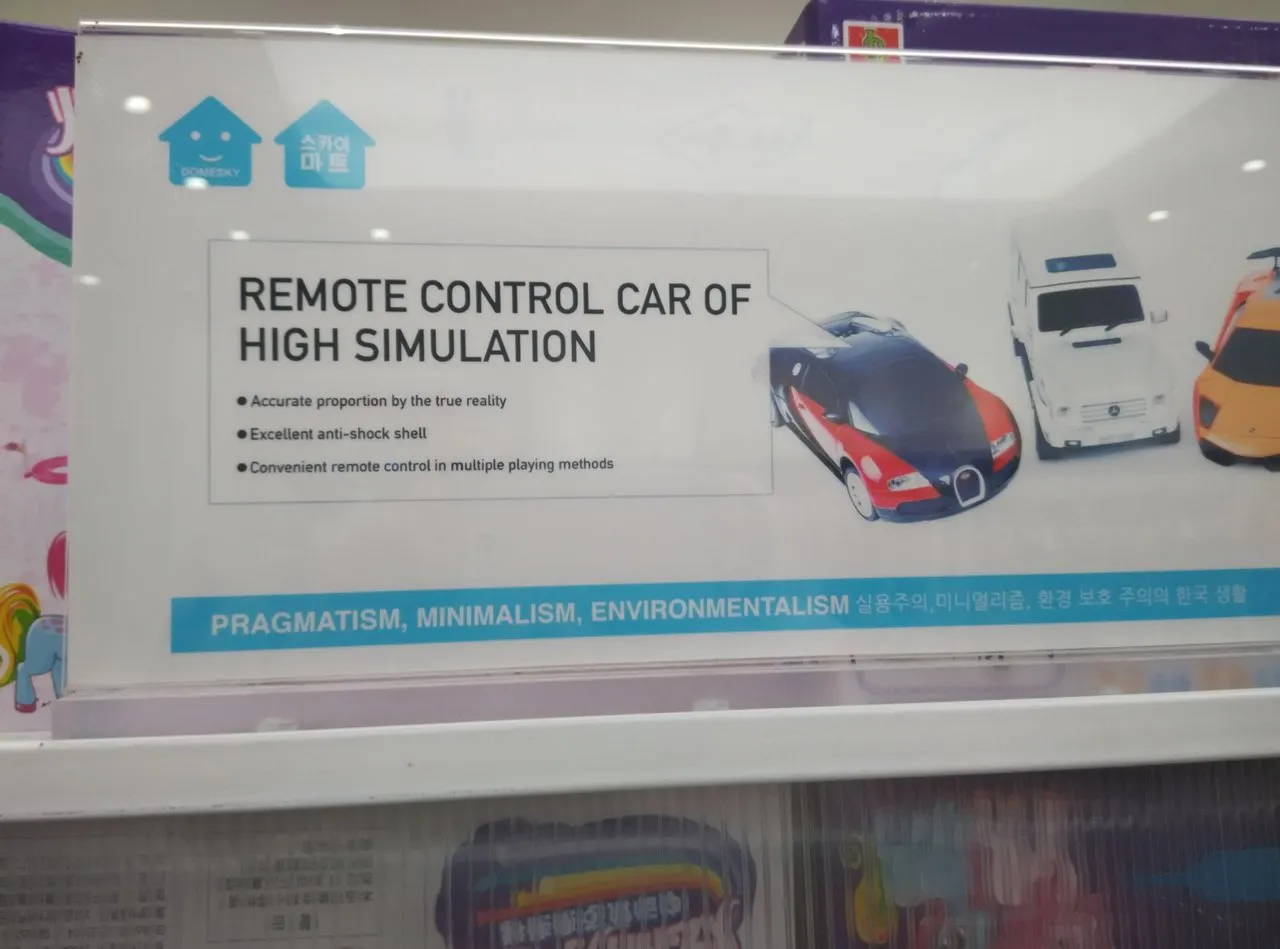 DOMESKY
스카이
마트
REMOTE CONTROL CAR OF
HIGH SIMULATION
● Accurate proportion by the true reality
● Excellent anti-shock shell
● Convenient remote control in multiple playing methods
PRAGMATISM, MINIMALISM, ENVIRONMENTALISM 실용주의,미니멀리즘, 환경 보호 주의의 한국 생활